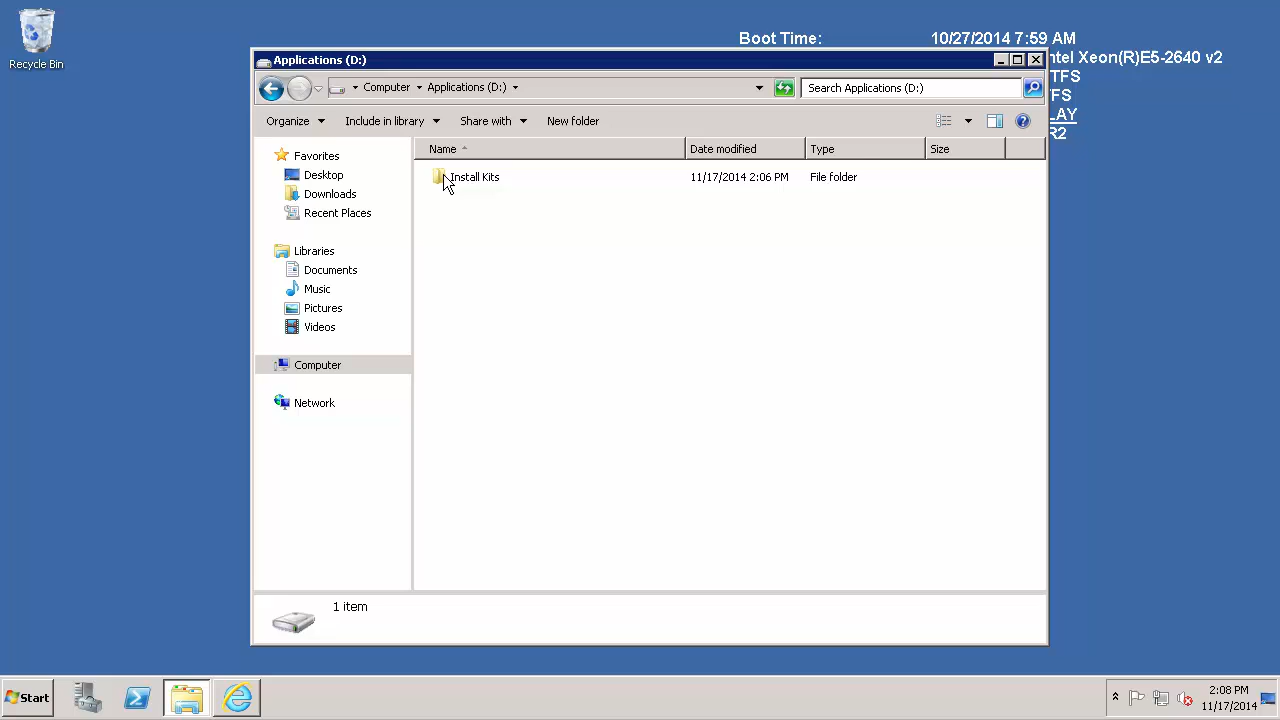 Recycle Bin
Boot Time: 10/27/2014 7:59 AM
ntel Xeon(R)E5-2640 v2
TFS
FS
LAY
R2
Applications (D:)
Computer Applications (D:)
Search Applications (D:)
Organize Include in library Share with New folder
Name Date modified Type Size
Install Kits 11/17/2014 2:06 PM File folder
Favorites
Desktop
Downloads
Recent Places
Libraries
Documents
Music
Pictures
Videos
Computer
Network
1 item
Start
2:08 PM
11/17/2014